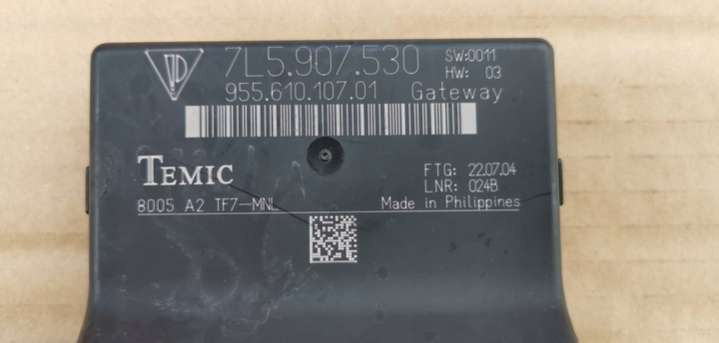 7L5.907.530
SW:0011
HW: 03
955.610.107.01 Gateway
TEMIC
FTG: 22.07.04
LNR: 024B
8005 A2 TF7-MNL
Made in Philippines